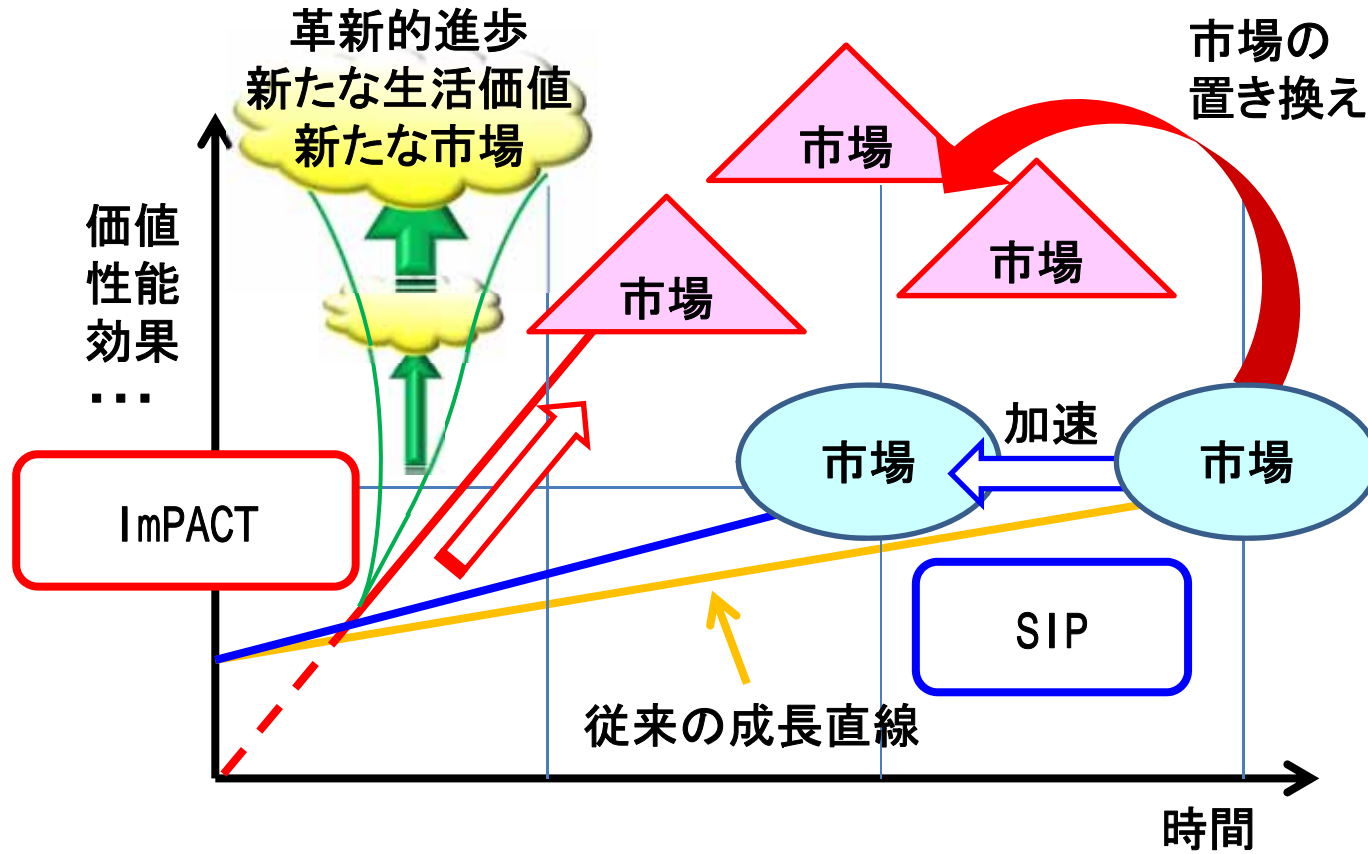 革新的進歩
新たな生活価値
新たな市場
市場の
置き換え
市場
市場
市場
価値
性能
効果
・・・
加速
市場
市場
ImPACT
SIP
従来の成長直線
時間